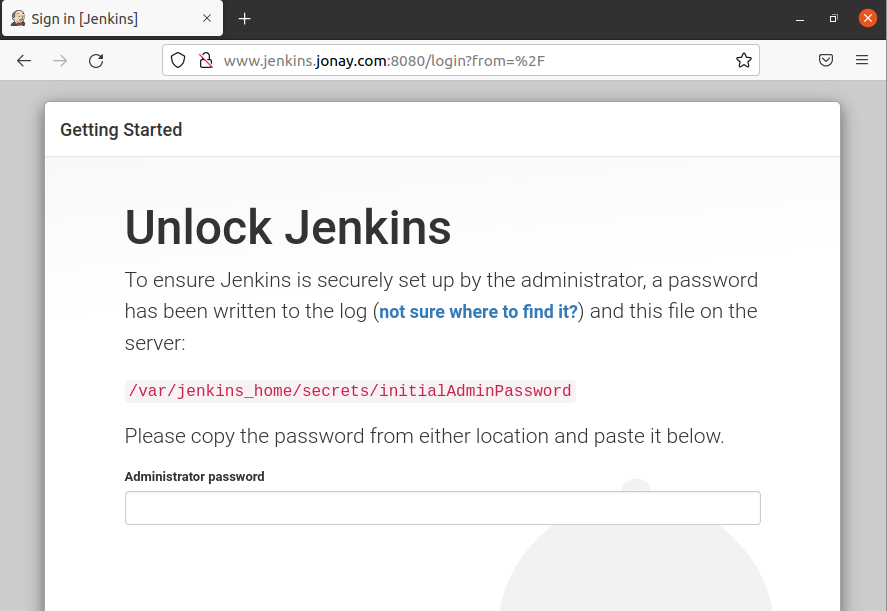 Sign in [Jenkins]
www.jenkins.jonay.com:8080/login?from=%2F
Getting Started
Unlock Jenkins
To ensure Jenkins is securely set up by the administrator, a password
has been written to the log (not sure where to find it?) and this file on the
server:
/var/jenkins_home/secrets/initialAdminPassword
Please copy the password from either location and paste it below.
Administrator password